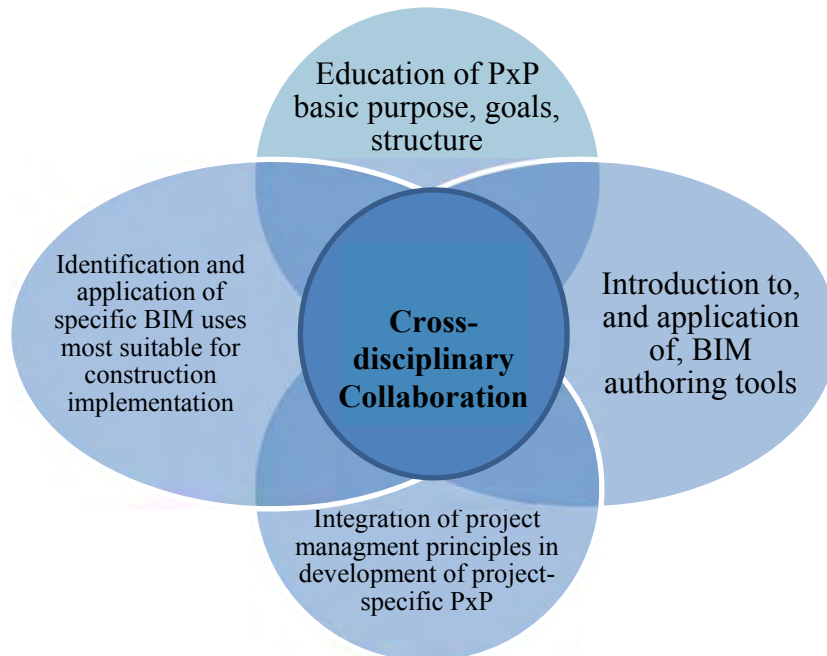 Education of PxP
basic purpose, goals,
structure
Identification and
application of
specific BIM uses
most suitable for
construction
implementation
Cross-
disciplinary
Collaboration
Introduction to,
and application
of, BIM
authoring tools
Integration of project
managment principles in
development of project-
specific PxP